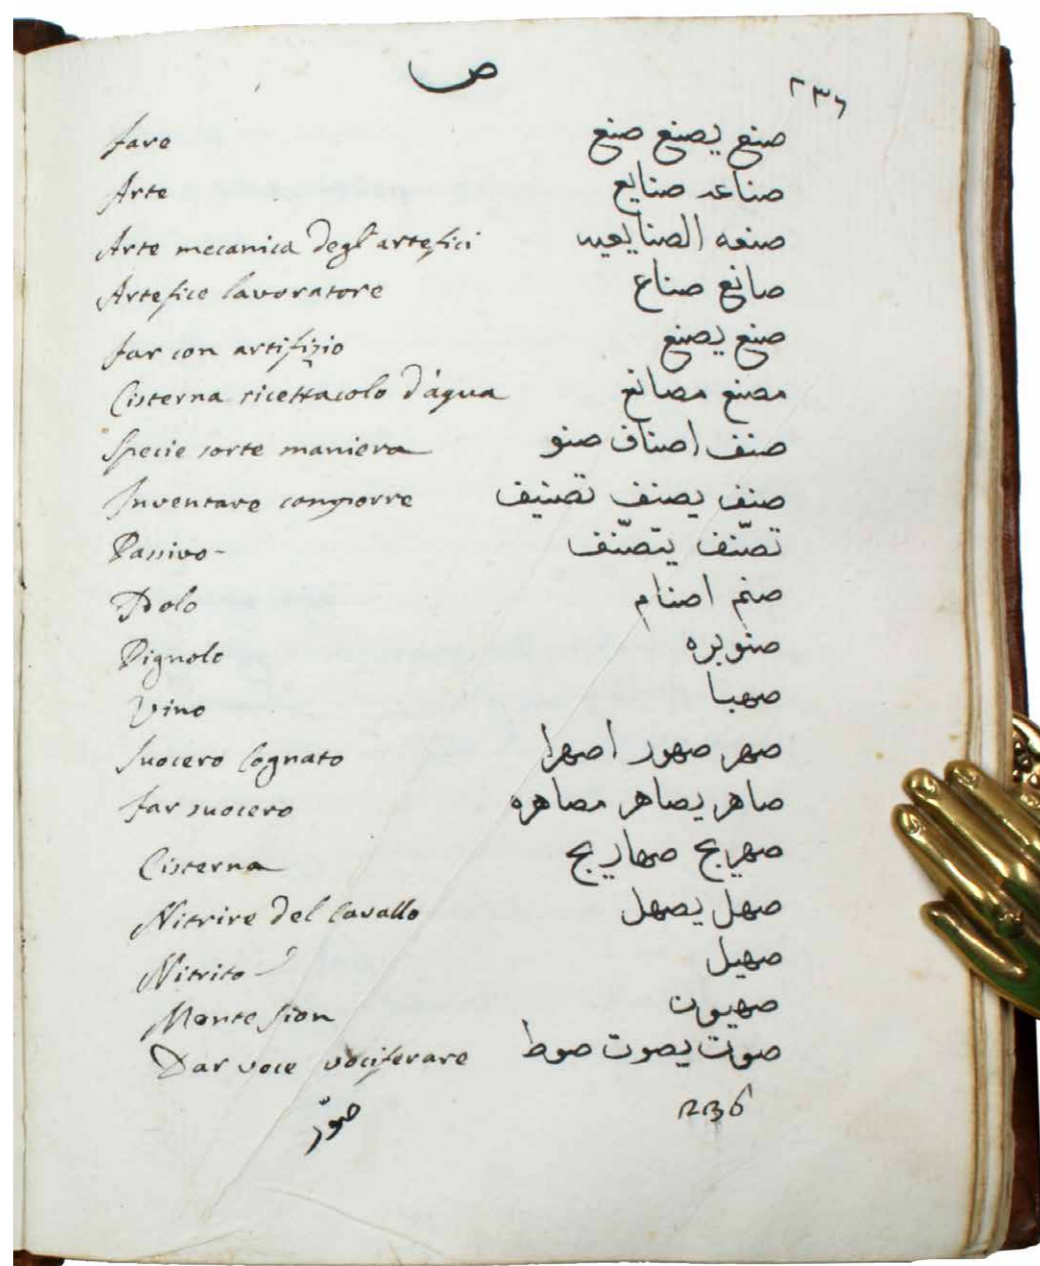 ص
٢٣٦
fare صنع يصنع صنع
Arte صناعه صنايع
Arte mecanica degl'artefici صنعه الصنايعيه
Artefice lavoratore صانع صناع
far con artifizio صنع يصنع
Cisterna ricettacolo d'aqua مصنع مصانع
Specie sorte maniera صنف اصناف صنو
Inventare comporre صنف يصنف تصنيف
Passivo- تصنّف يتصنّف
Idolo صنم اصنام
Pignolo صنوبره
Vino صهبا
Suocero Cognato صهر صهور اصهرا
far suocero صاهر يصاهر مصاهره
Cisterna صهريج صهاريج
Nitrire del Cavallo صهل يصهل
Nitrito صهيل
Monte Sion صهيون
Dar voce vociferare صوت يصوت صوط
صوّر
236